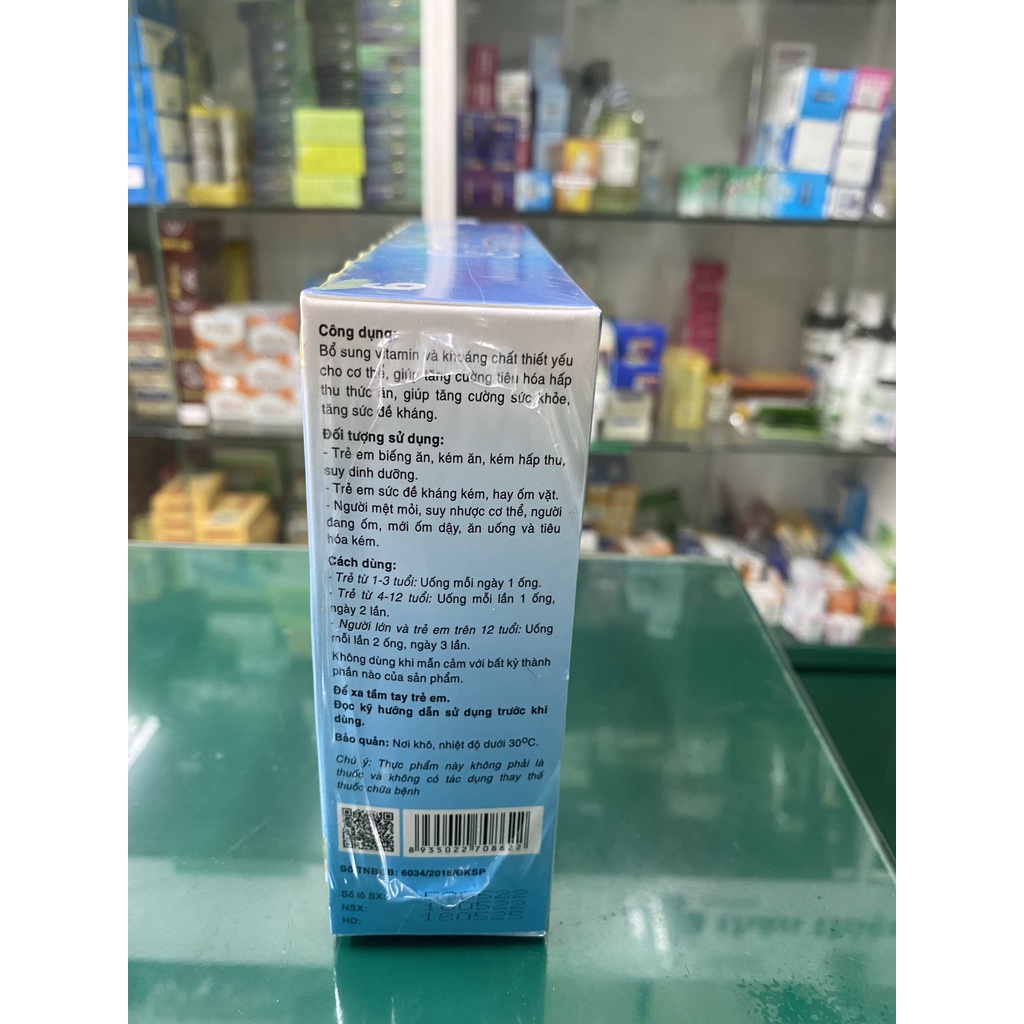 Công dụng:
Bổ sung vitamin và khoáng chất thiết yếu
cho cơ thể, giúp tăng cường tiêu hóa hấp
thu thức ăn, giúp tăng cường sức khỏe,
tăng sức đề kháng.
Đối tượng sử dụng:
- Trẻ em biếng ăn, kém ăn, kém hấp thu,
suy dinh dưỡng.
- Trẻ em sức đề kháng kém, hay ốm vặt.
- Người mệt mỏi, suy nhược cơ thể, người
đang ốm, mới ốm dậy, ăn uống và tiêu
hóa kém.
Cách dùng:
- Trẻ từ 1-3 tuổi: Uống mỗi ngày 1 ống.
- Trẻ từ 4-12 tuổi: Uống mỗi lần 1 ống,
ngày 2 lần.
- Người lớn và trẻ em trên 12 tuổi: Uống
mỗi lần 2 ống, ngày 3 lần.
Không dùng khi mẫn cảm với bất kỳ thành
phần nào của sản phẩm.
Để xa tầm tay trẻ em.
Đọc kỹ hướng dẫn sử dụng trước khi
dùng.
Bảo quản: Nơi khô, nhiệt độ dưới 30ºC.
Chú ý: Thực phẩm này không phải là
thuốc và không có tác dụng thay thế
thuốc chữa bệnh
8 935022 708622
Số TNBCB: 6034/2018/ĐKSP
Số lô SX:
NSX:
HD: 180525